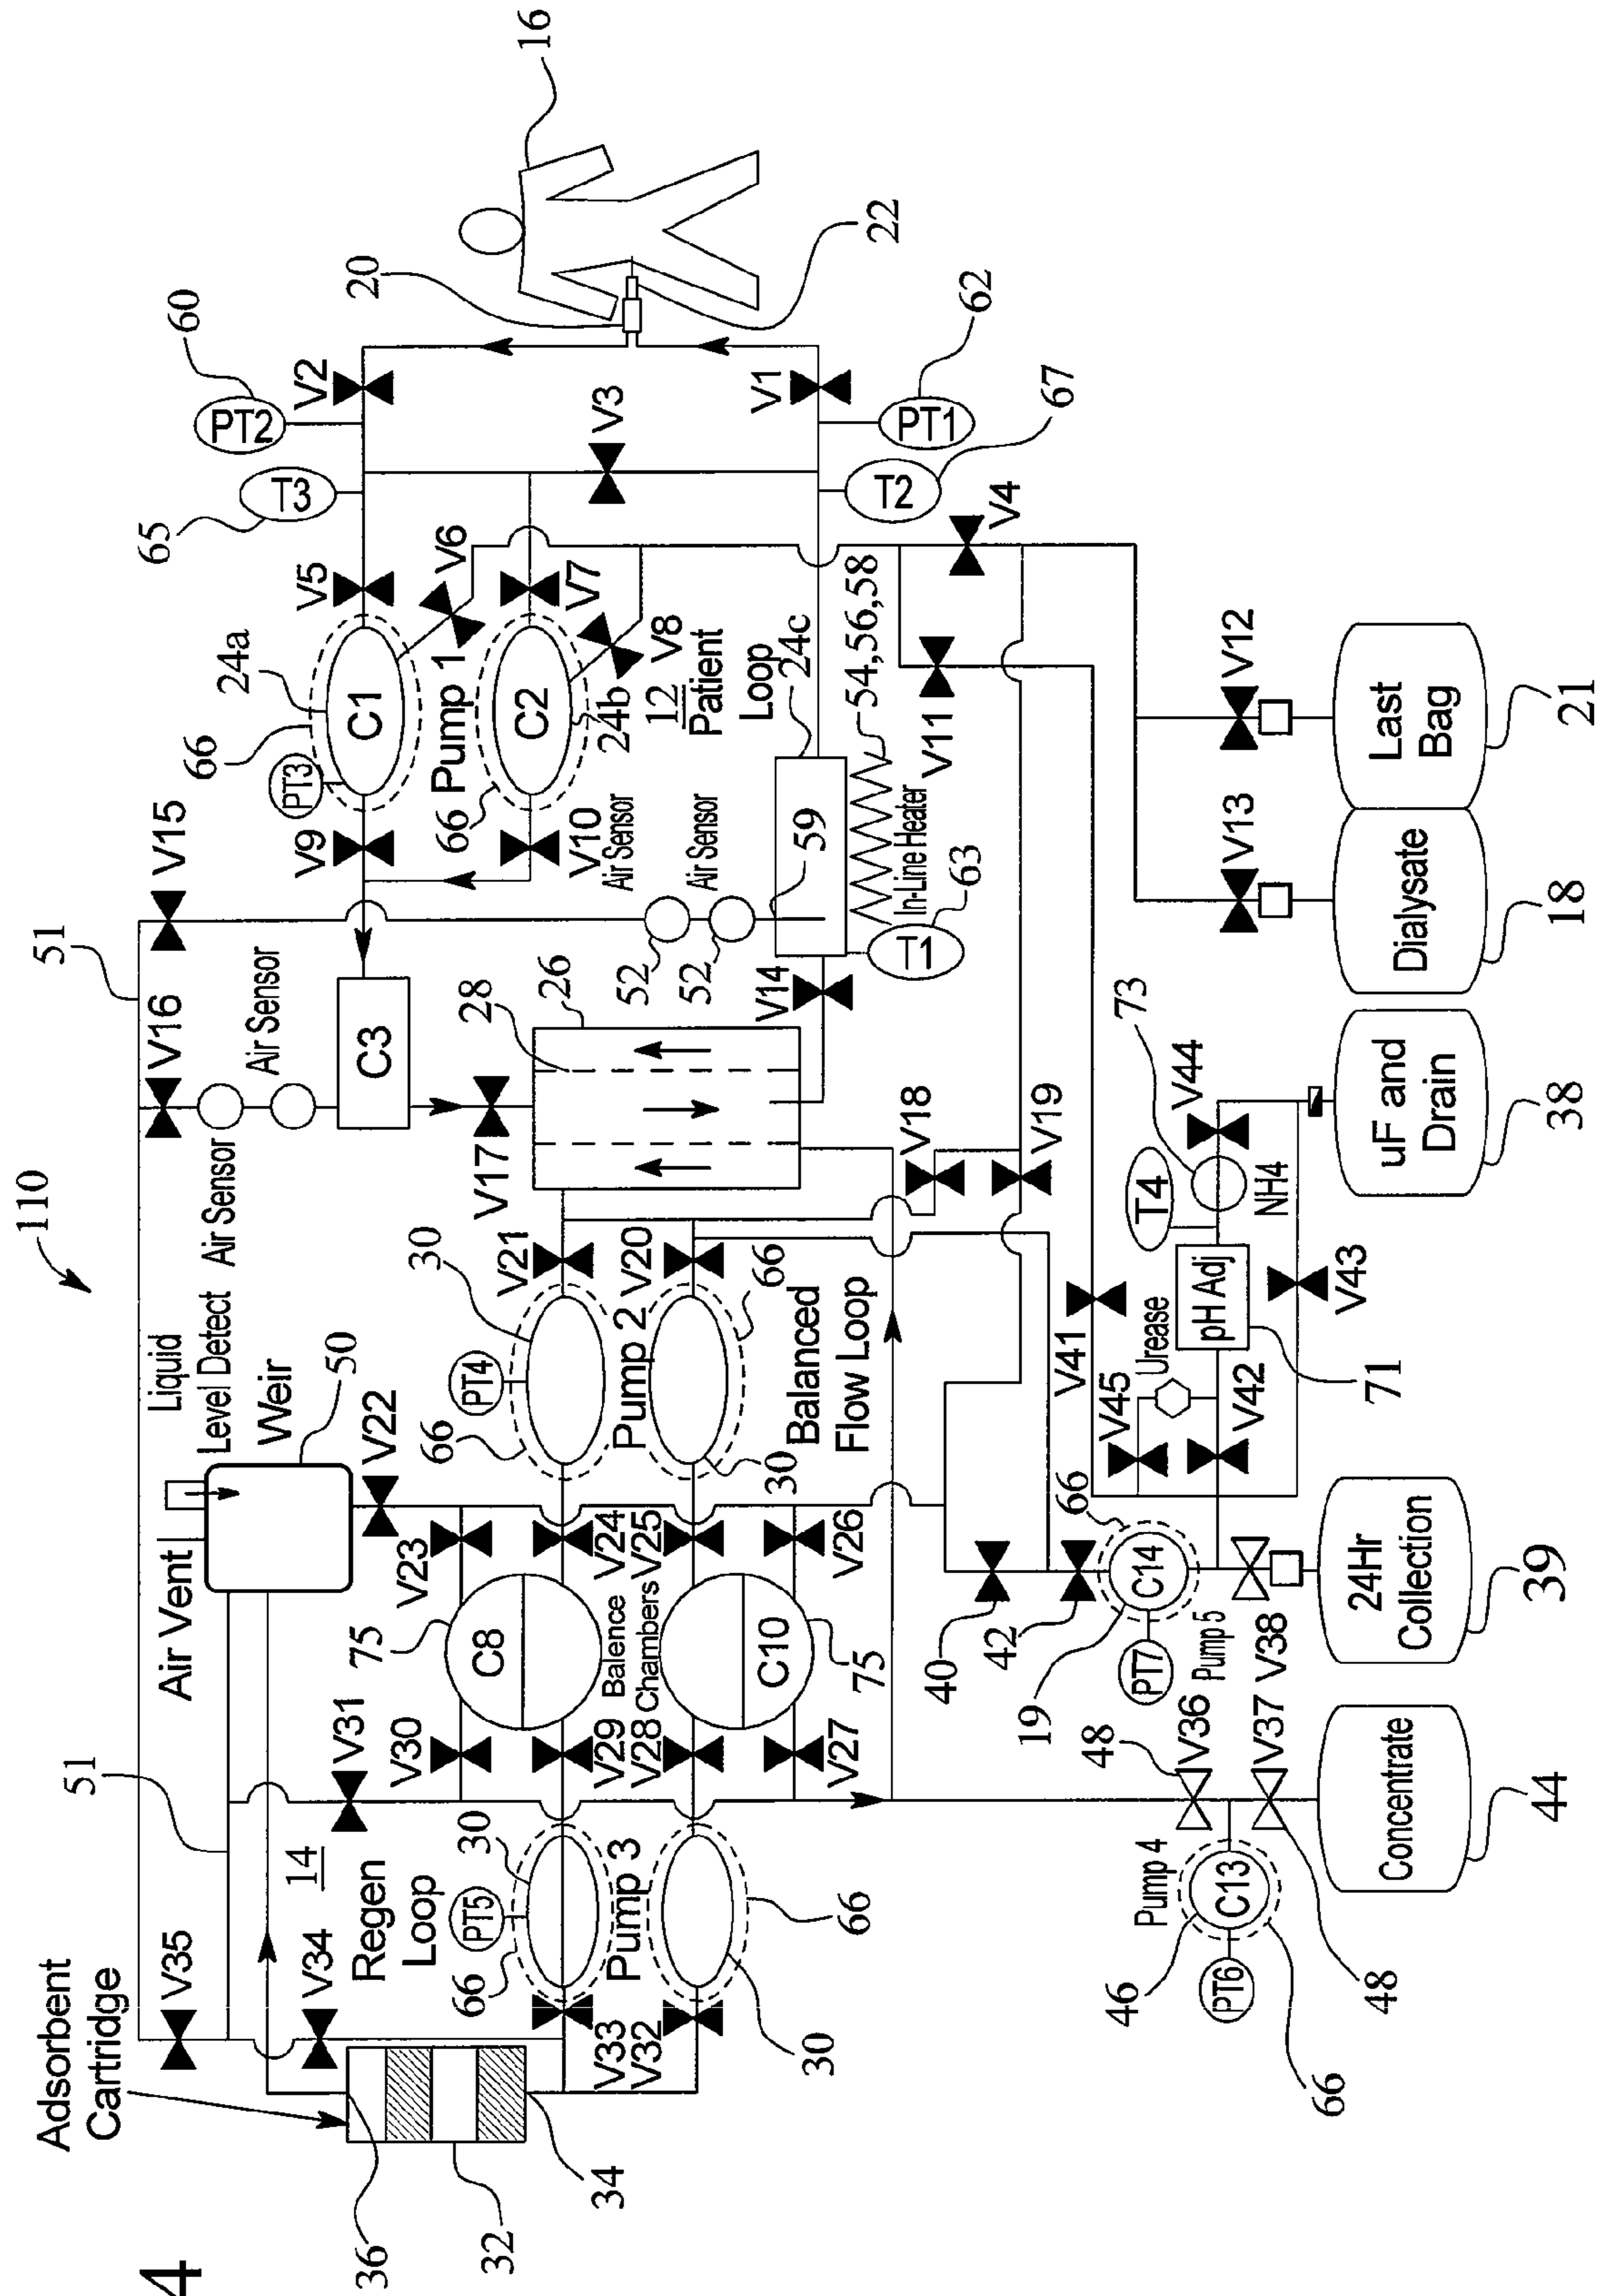 110
16
20
22
60
PT2
V2
V3
V1
PT1
62
67
T3
65
T2
V5
V6
V7
V8
V4
24a
66
C1
PT3
Pump 1
C2
24b
66
12
Patient
Loop
24c
54,56,58
V9
V10
Air Sensor
Air Sensor
59
In-Line Heater
63
T1
V11
V12
V13
Last
Bag
21
Dialysate
18
V15
51
V16
Air Sensor
C3
52
52
V14
28
26
V17
V18
V19
73
V44
T4
NH4
uF and
Drain
38
Liquid
Level Detect
Air Sensor
Weir
50
V22
V21
V20
30
PT4
66
Pump 2
66
30
Balanced
Flow Loop
V41
Urease
V45
pH Adj
71
V42
V43
Air Vent
V23
V24
V25
V26
75
C8
Balence
Chambers
C10
75
40
42
66
C14
19
PT7
Pump 5
24Hr
Collection
39
V31
V30
V29
V28
V27
48
V36
V38
V37
51
14
Regen
Loop
30
PT5
66
Pump 3
66
30
Pump 4
C13
46
PT6
66
48
Concentrate
44
V35
V34
V33
V32
Adsorbent
Cartridge
36
32
34
4